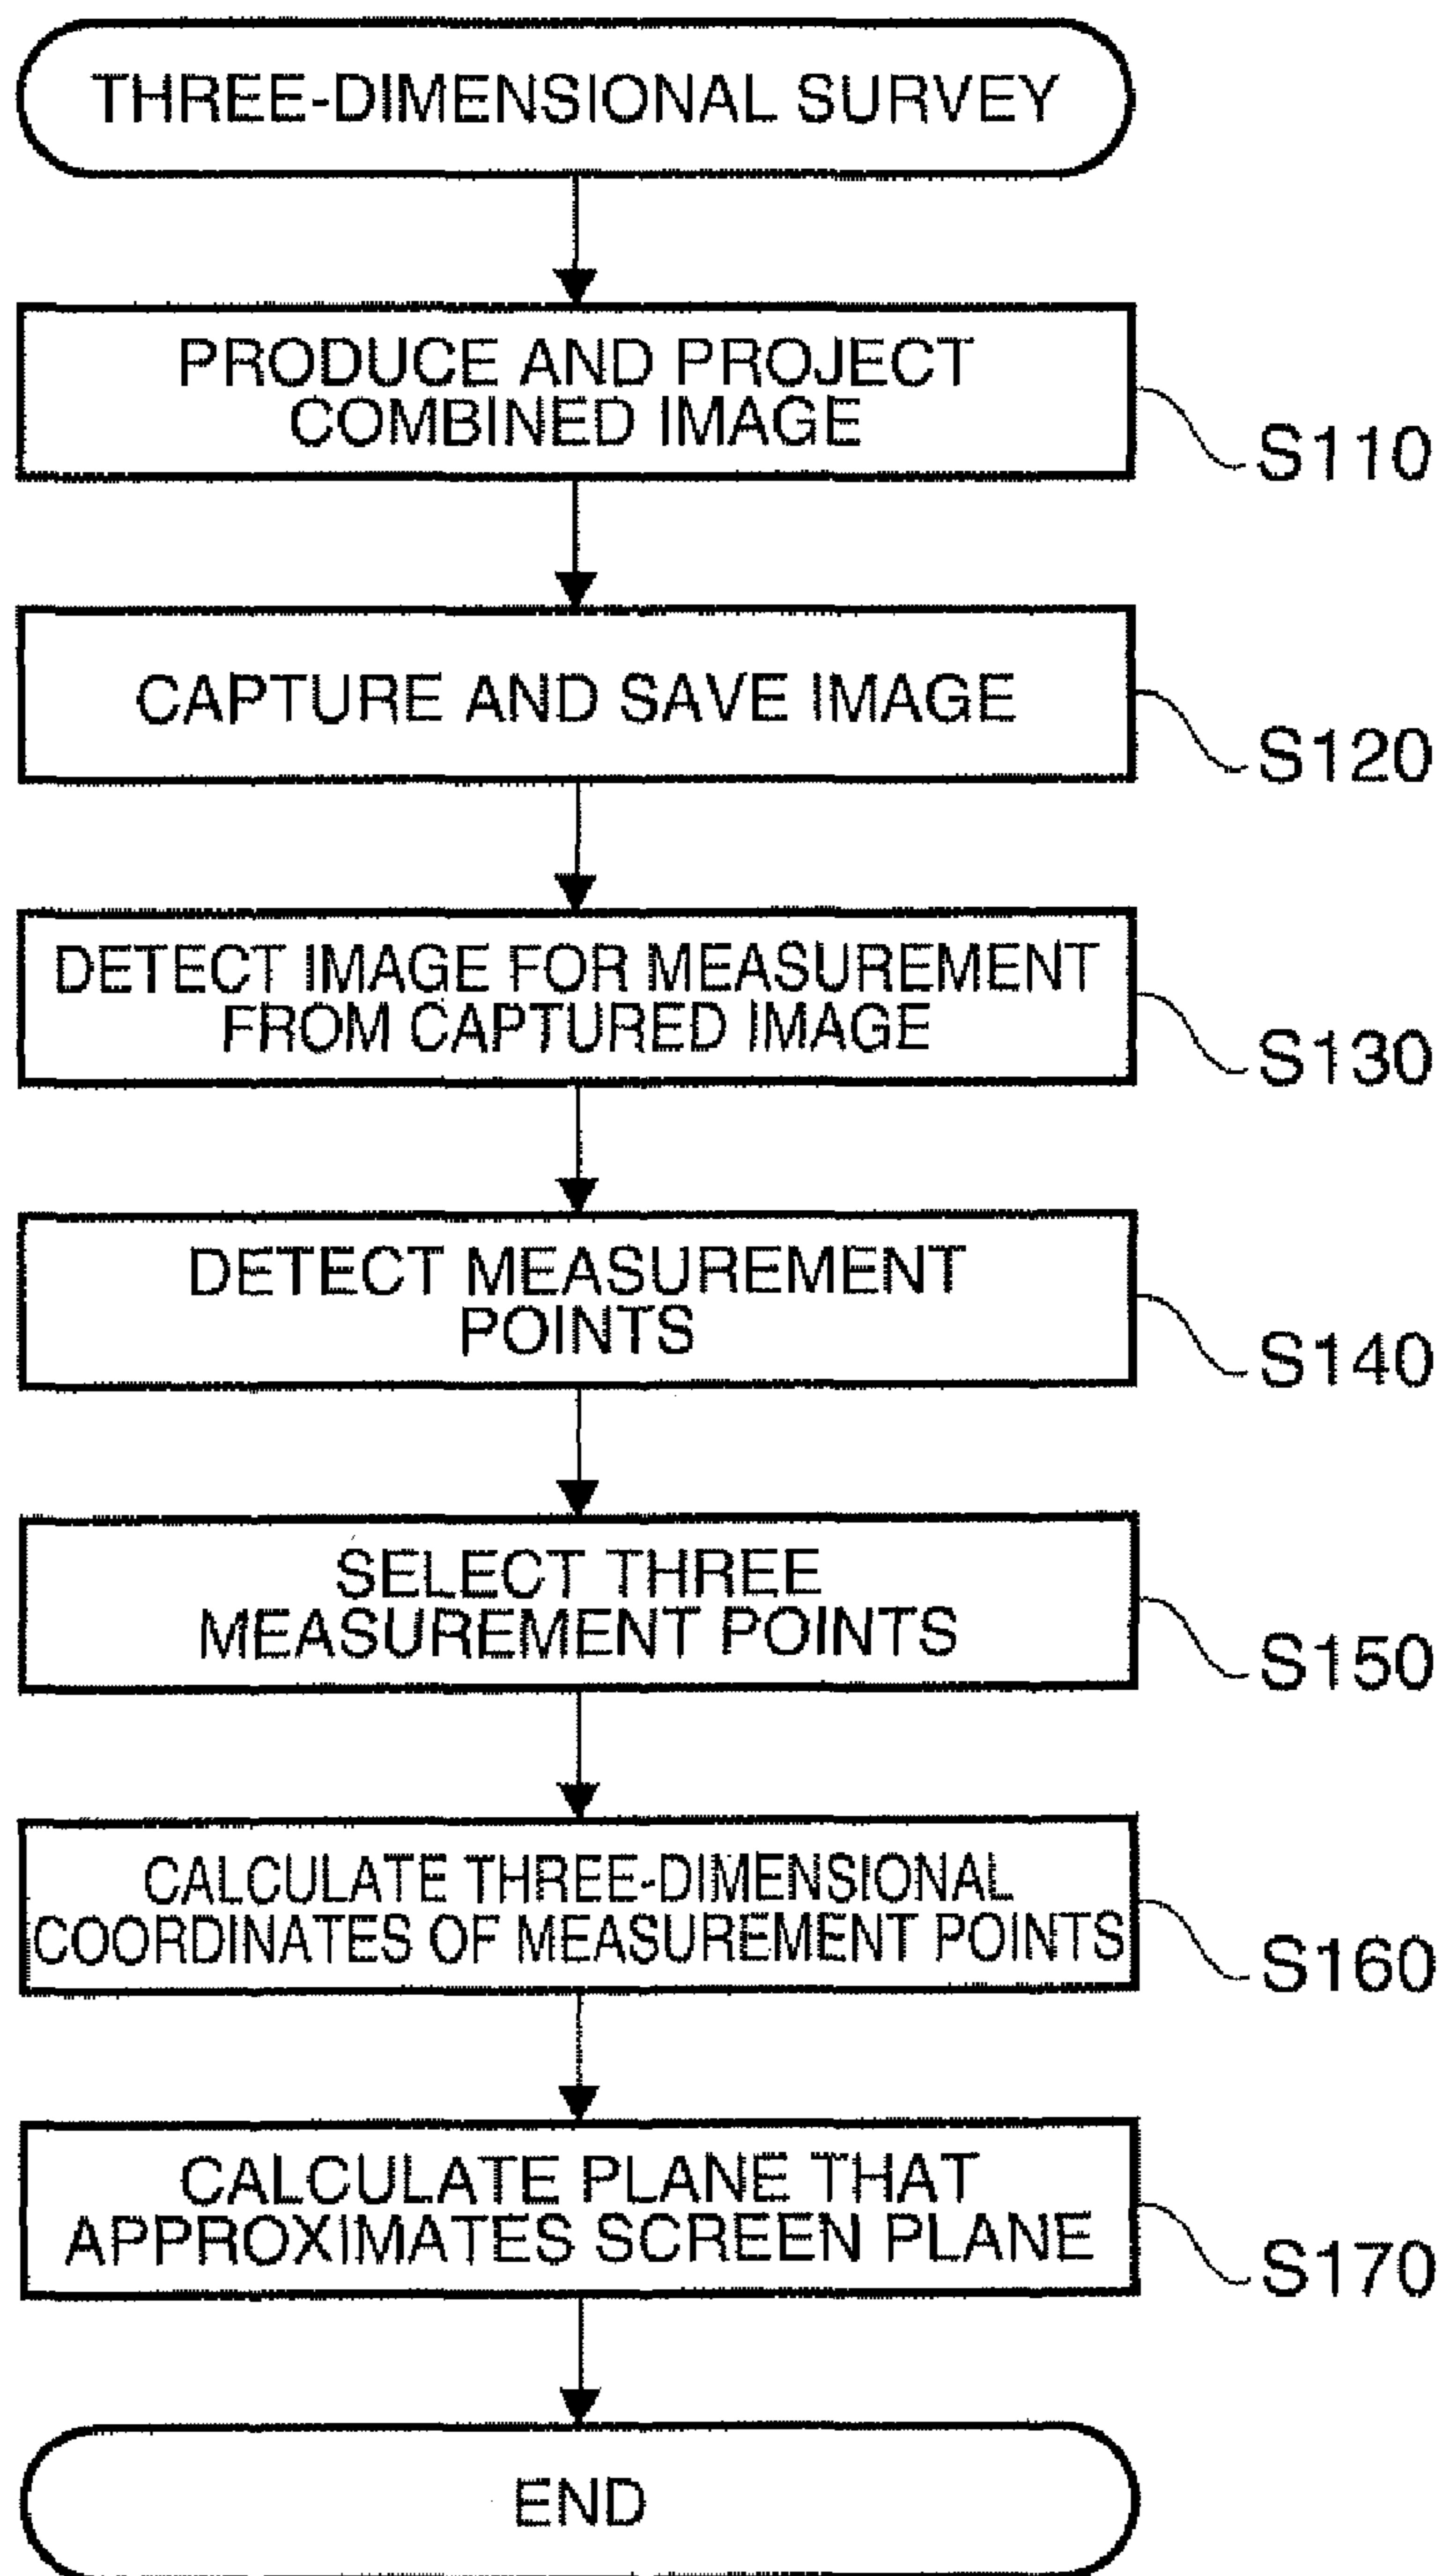 THREE-DIMENSIONAL SURVEY
PRODUCE AND PROJECT
COMBINED IMAGE
S110
CAPTURE AND SAVE IMAGE
S120
DETECT IMAGE FOR MEASUREMENT
FROM CAPTURED IMAGE
S130
DETECT MEASUREMENT
POINTS
S140
SELECT THREE
MEASUREMENT POINTS
S150
CALCULATE THREE-DIMENSIONAL
COORDINATES OF MEASUREMENT POINTS
S160
CALCULATE PLANE THAT
APPROXIMATES SCREEN PLANE
S170
END